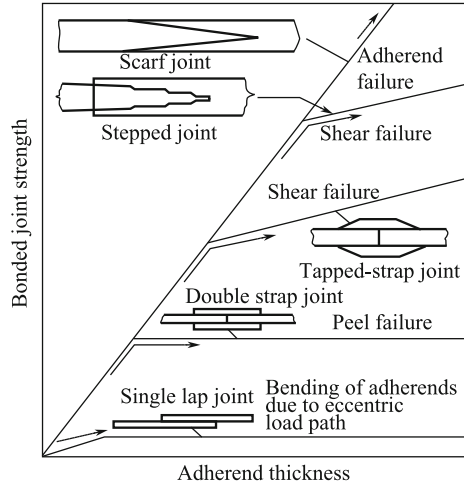 Scarf joint
Adherend
failure
Stepped joint
Shear failure
Shear failure
Tapped-strap joint
Double strap joint
Peel failure
Single lap joint
Bending of adherends
due to eccentric
load path
Bonded joint strength
Adherend thickness